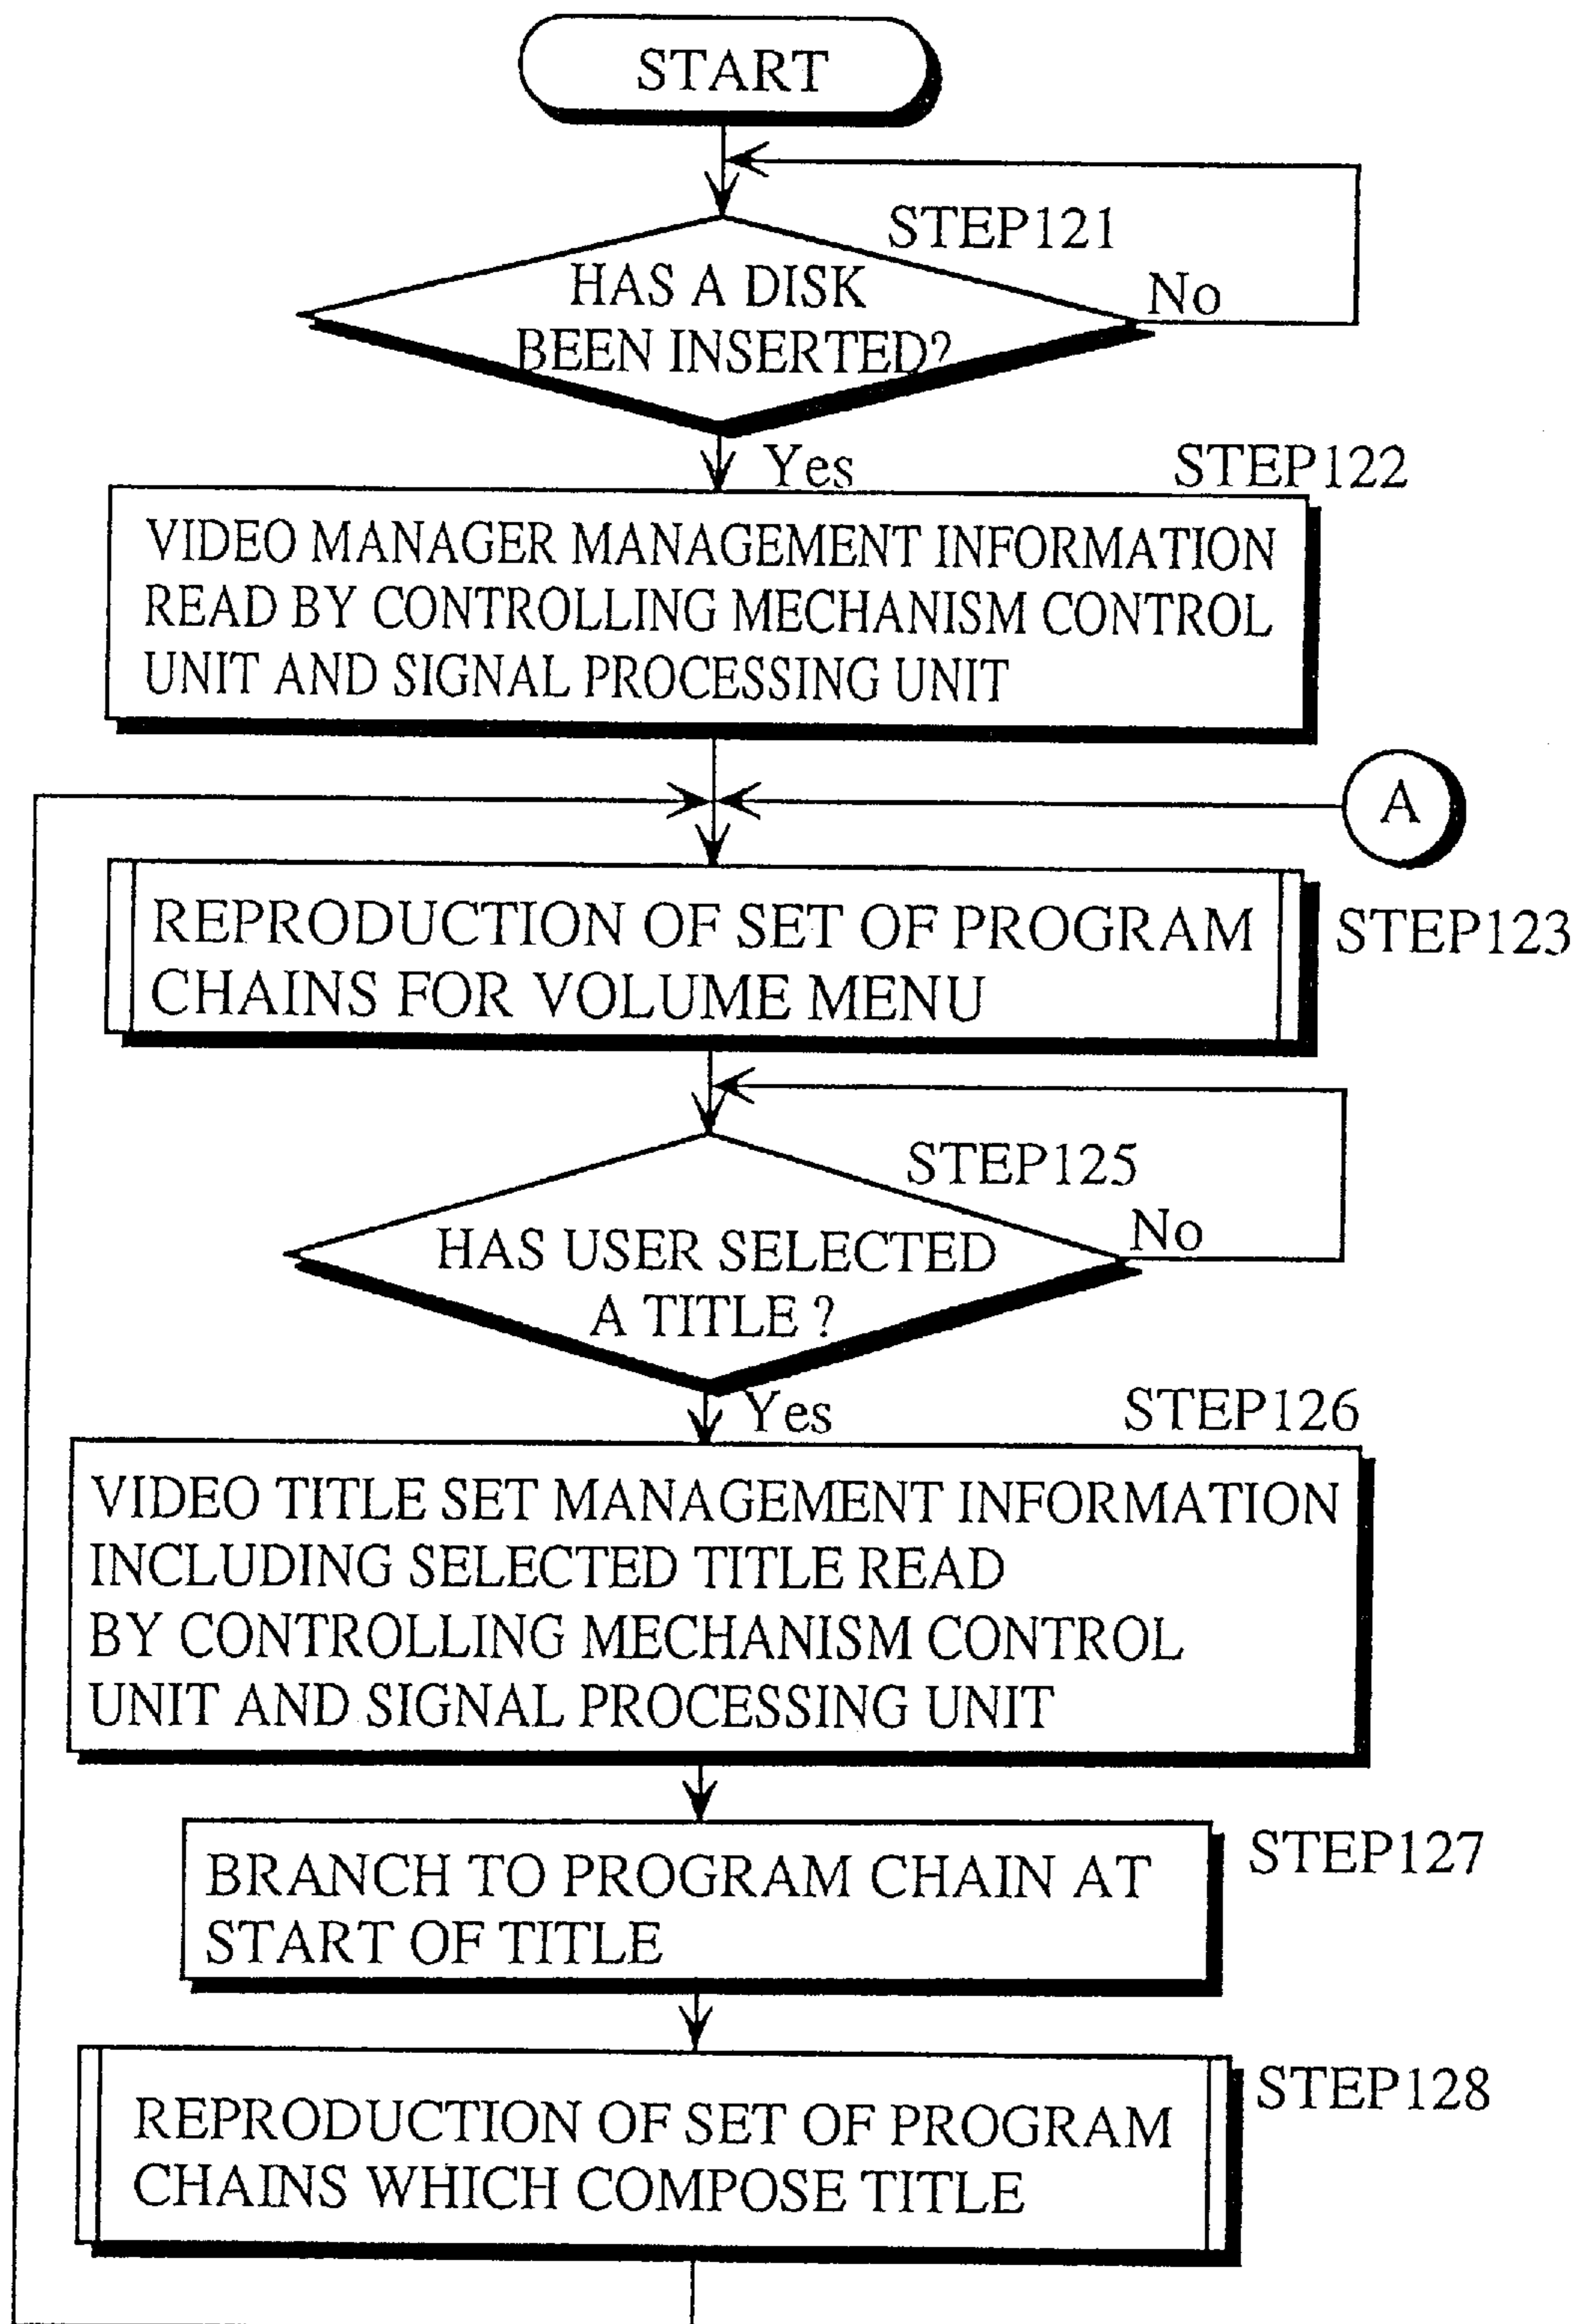 START
STEP121
HAS A DISK
BEEN INSERTED?
No
Yes
STEP122
VIDEO MANAGER MANAGEMENT INFORMATION
READ BY CONTROLLING MECHANISM CONTROL
UNIT AND SIGNAL PROCESSING UNIT
A
REPRODUCTION OF SET OF PROGRAM
CHAINS FOR VOLUME MENU
STEP123
STEP125
HAS USER SELECTED
A TITLE ?
No
Yes
STEP126
VIDEO TITLE SET MANAGEMENT INFORMATION
INCLUDING SELECTED TITLE READ
BY CONTROLLING MECHANISM CONTROL
UNIT AND SIGNAL PROCESSING UNIT
BRANCH TO PROGRAM CHAIN AT
START OF TITLE
STEP127
REPRODUCTION OF SET OF PROGRAM
CHAINS WHICH COMPOSE TITLE
STEP128